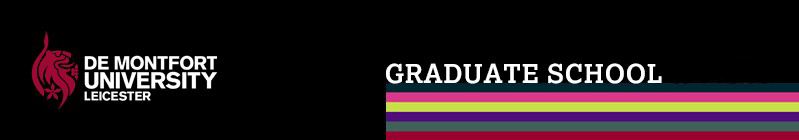 DE MONTFORT
UNIVERSITY
LEICESTER
GRADUATE SCHOOL